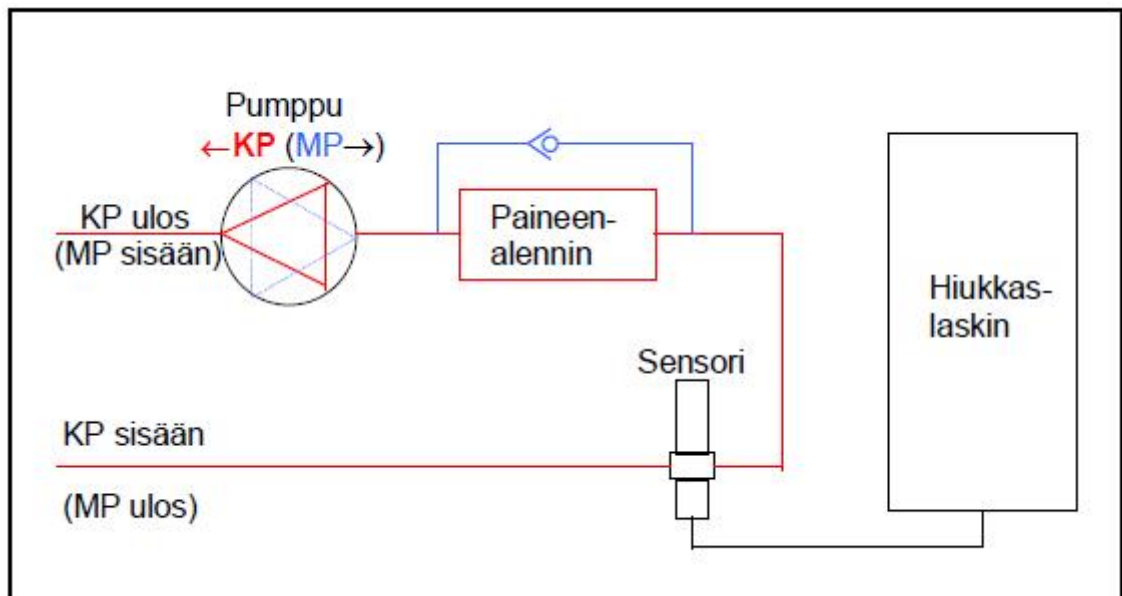 Pumppu
←KP (MP→)
KP ulos
(MP sisään)
Paineen-
alennin
Hiukkas-
laskin
Sensori
KP sisään
(MP ulos)